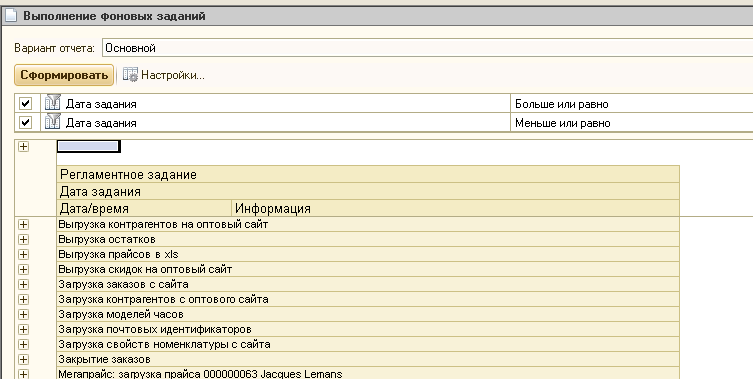 Выполнение фоновых заданий
Вариант отчета: Основной
Сформировать Настройки...
Дата задания Больше или равно
Дата задания Меньше или равно
Регламентное задание
Дата задания
Дата/время Информация
Выгрузка контрагентов на оптовый сайт
Выгрузка остатков
Выгрузка прайсов в xls
Выгрузка скидок на оптовый сайт
Загрузка заказов с сайта
Загрузка контрагентов с оптового сайта
Загрузка моделей часов
Загрузка почтовых идентификаторов
Загрузка свойств номенклатуры с сайта
Закрытие заказов
Мегапрайс: загрузка прайса 000000063 Jacques Lemans